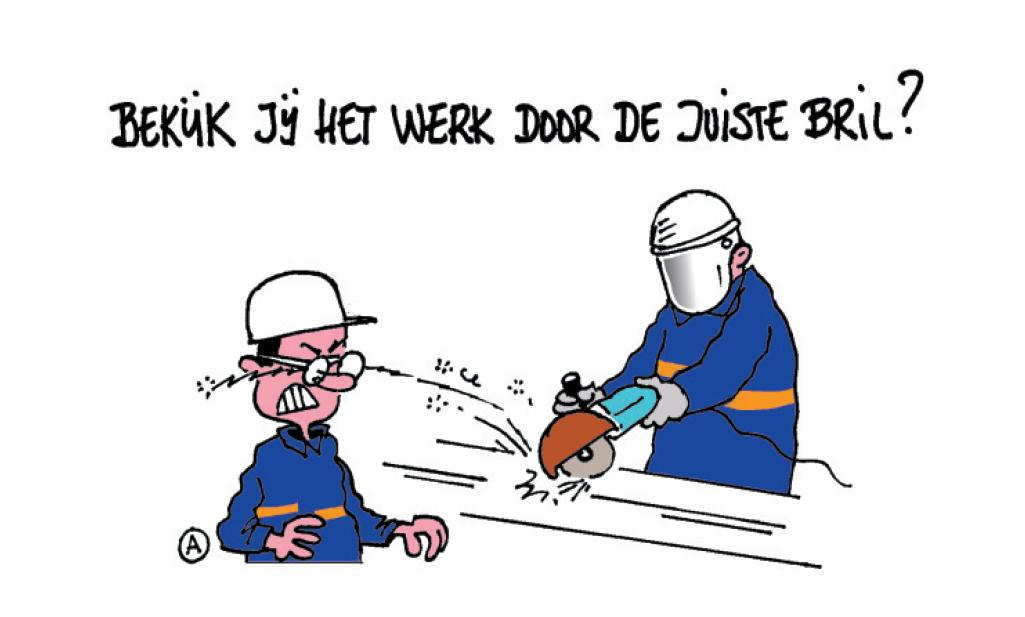 BEKIJK JIJ HET WERK DOOR DE JUISTE BRIL?
A